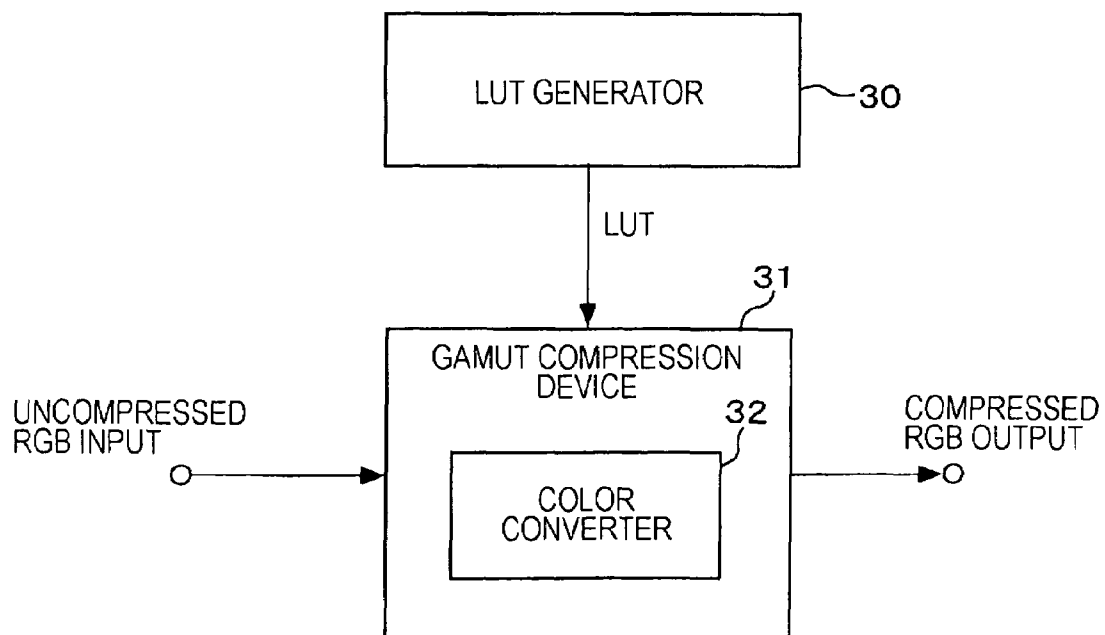 LUT GENERATOR
30
LUT
31
GAMUT COMPRESSION
DEVICE
UNCOMPRESSED
RGB INPUT
32
COLOR
CONVERTER
COMPRESSED
RGB OUTPUT